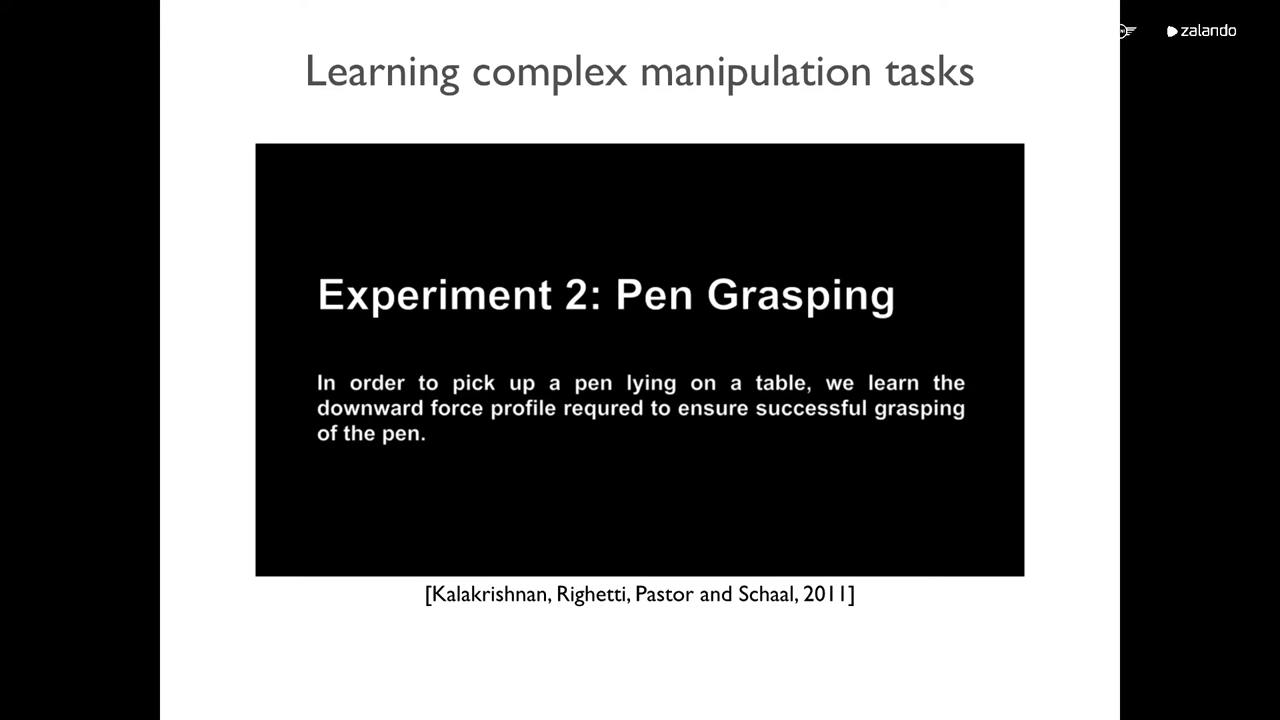 zalando
Learning complex manipulation tasks
Experiment 2: Pen Grasping
In order to pick up a pen lying on a table, we learn the
downward force profile requred to ensure successful grasping
of the pen.
[Kalakrishnan, Righetti, Pastor and Schaal, 2011]